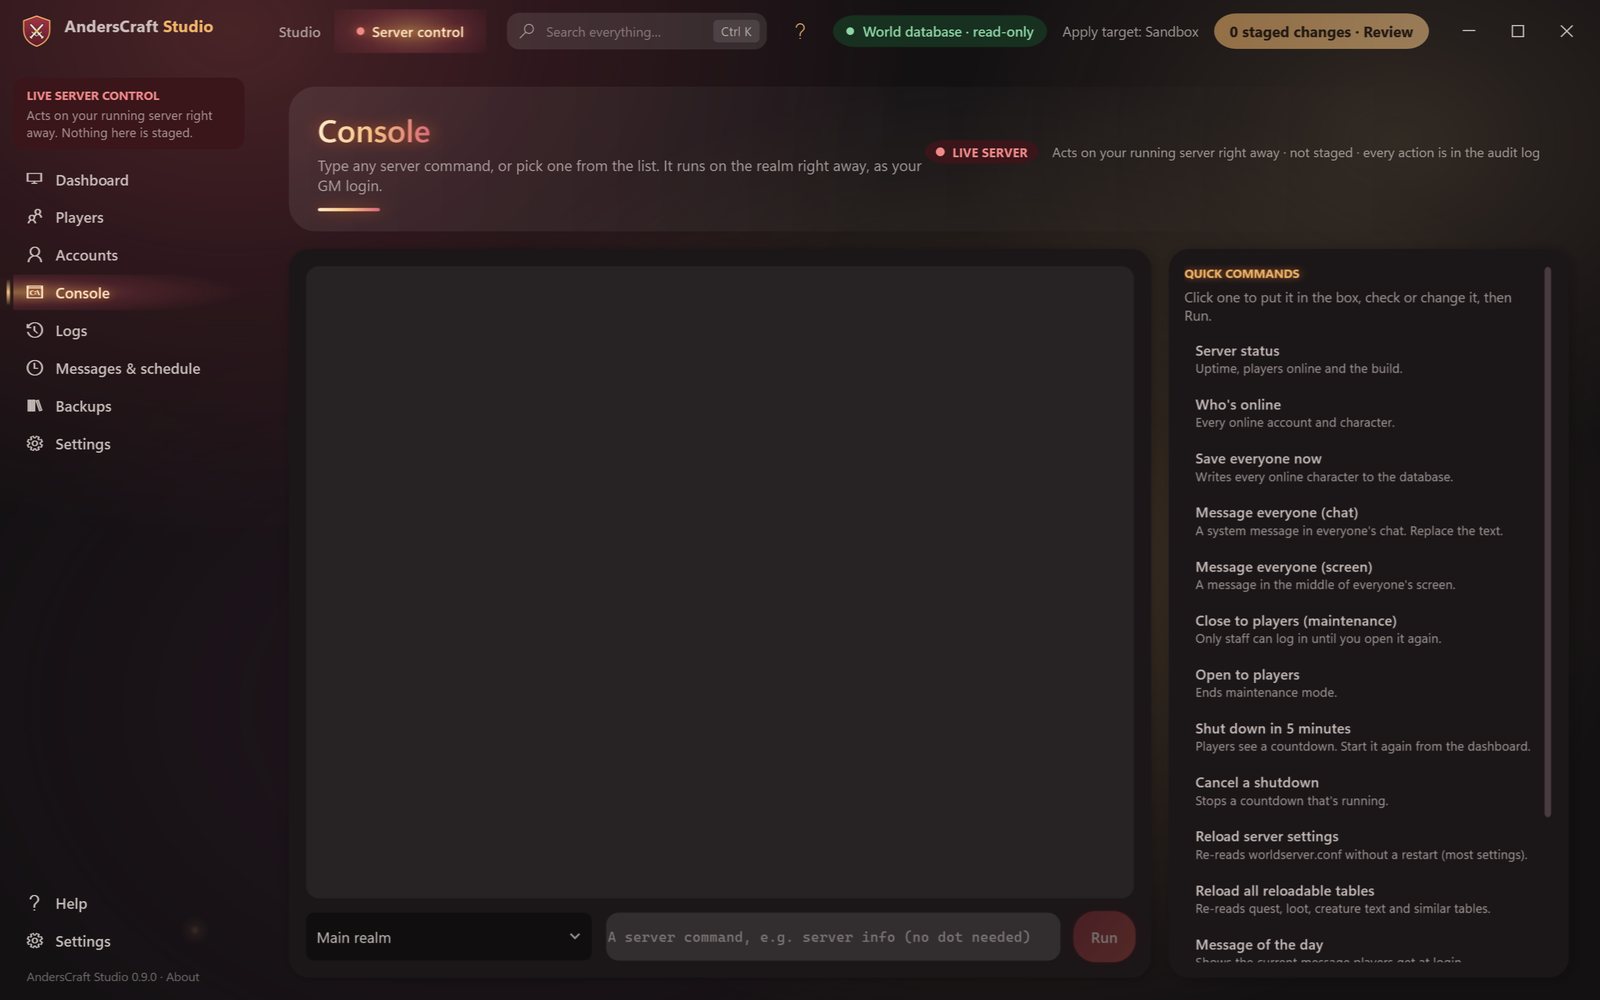 AndersCraft Studio
Studio
Server control
Search everything...
Ctrl K
?
World database · read-only
Apply target: Sandbox
0 staged changes · Review
LIVE SERVER CONTROL
Acts on your running server right
away. Nothing here is staged.
Dashboard
Players
Accounts
Console
Logs
Messages & schedule
Backups
Settings
? Help
Settings
AndersCraft Studio 0.9.0 · About
Console
Type any server command, or pick one from the list. It runs on the realm right away, as your
GM login.
LIVE SERVER
Acts on your running server right away · not staged · every action is in the audit log
Main realm
A server command, e.g. server info (no dot needed)
Run
QUICK COMMANDS
Click one to put it in the box, check or change it, then
Run.
Server status
Uptime, players online and the build.
Who's online
Every online account and character.
Save everyone now
Writes every online character to the database.
Message everyone (chat)
A system message in everyone's chat. Replace the text.
Message everyone (screen)
A message in the middle of everyone's screen.
Close to players (maintenance)
Only staff can log in until you open it again.
Open to players
Ends maintenance mode.
Shut down in 5 minutes
Players see a countdown. Start it again from the dashboard.
Cancel a shutdown
Stops a countdown that's running.
Reload server settings
Re-reads worldserver.conf without a restart (most settings).
Reload all reloadable tables
Re-reads quest, loot, creature text and similar tables.
Message of the day
Shows the current message players get at login.